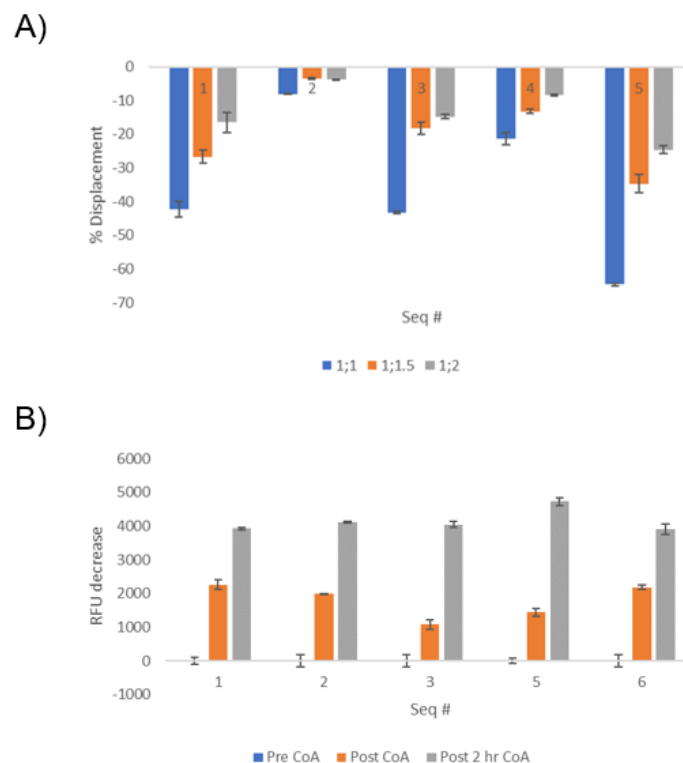 A)
0
-10
-20
-30
-40
-50
-60
-70
% Displacement
1 2 3 4 5
Seq #
1;1 1;1.5 1;2
B)
6000
5000
4000
3000
2000
1000
0
-1000
RFU decrease
1 2 3 5 6
Seq #
Pre CoA Post CoA Post 2 hr CoA